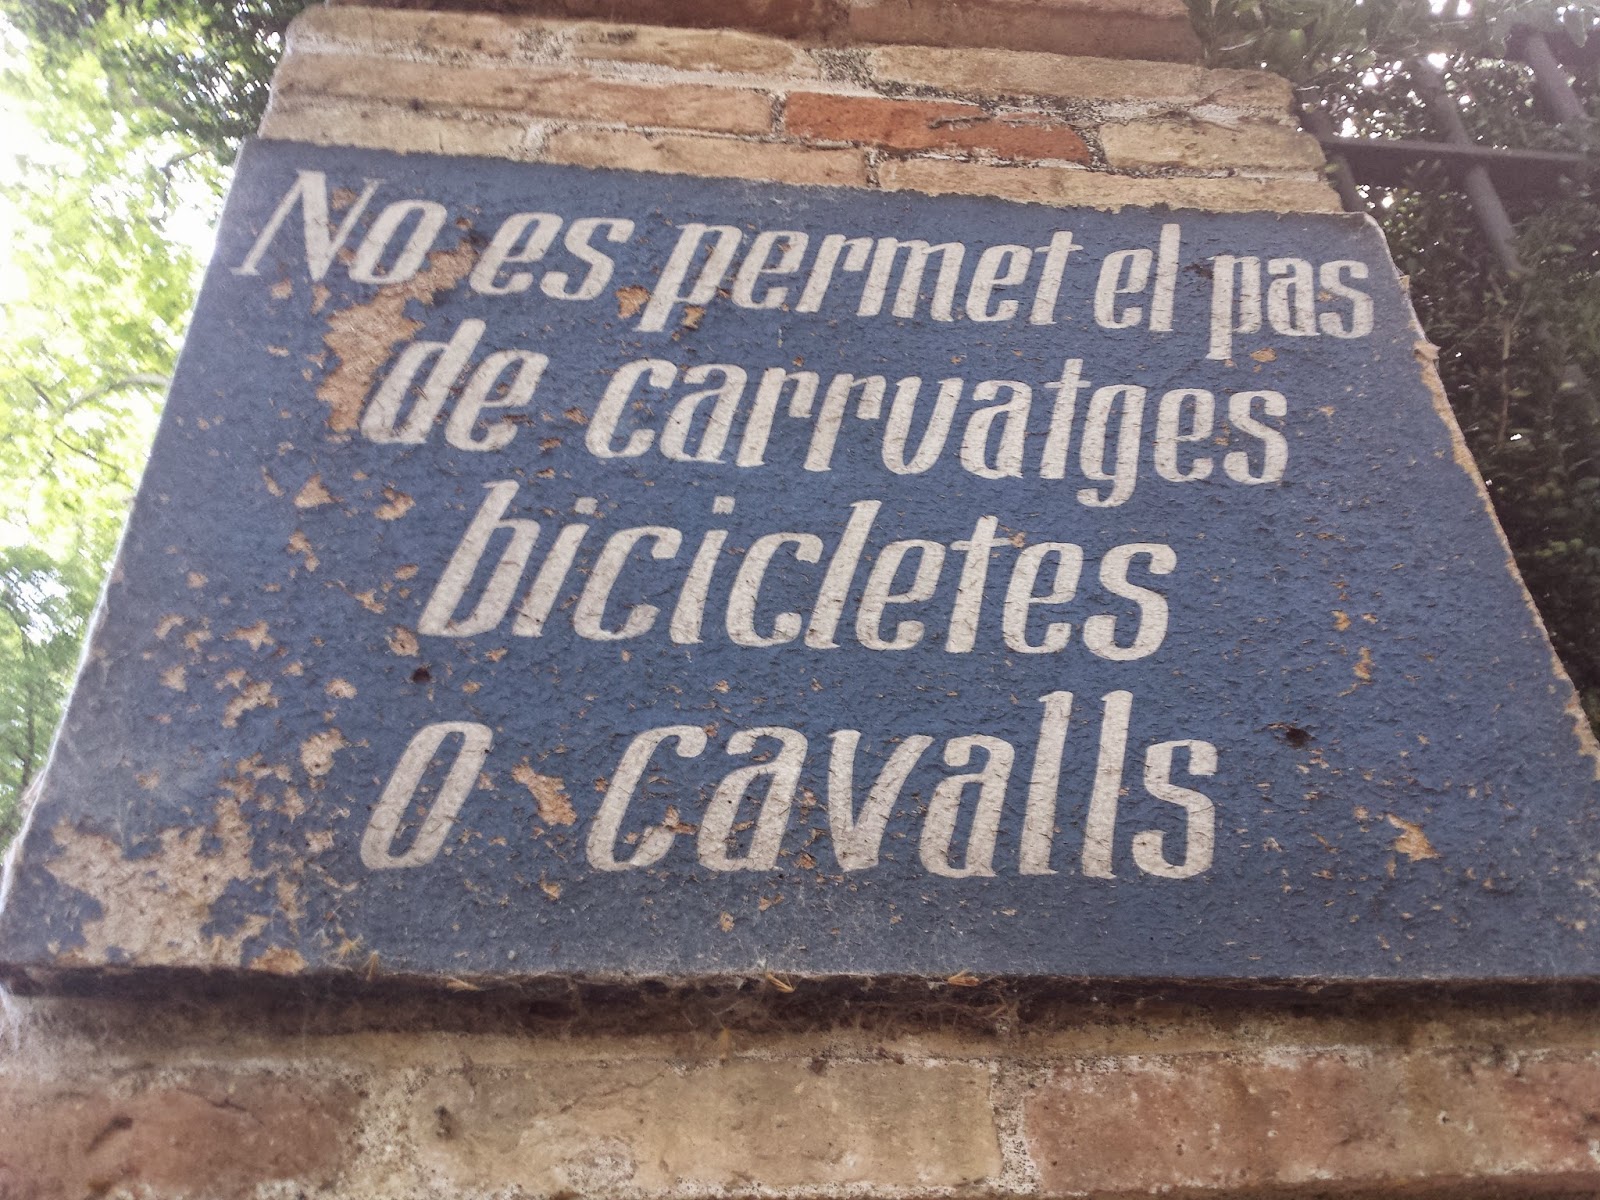 No es permet el pas
de carruatges
bicicletes
o cavalls